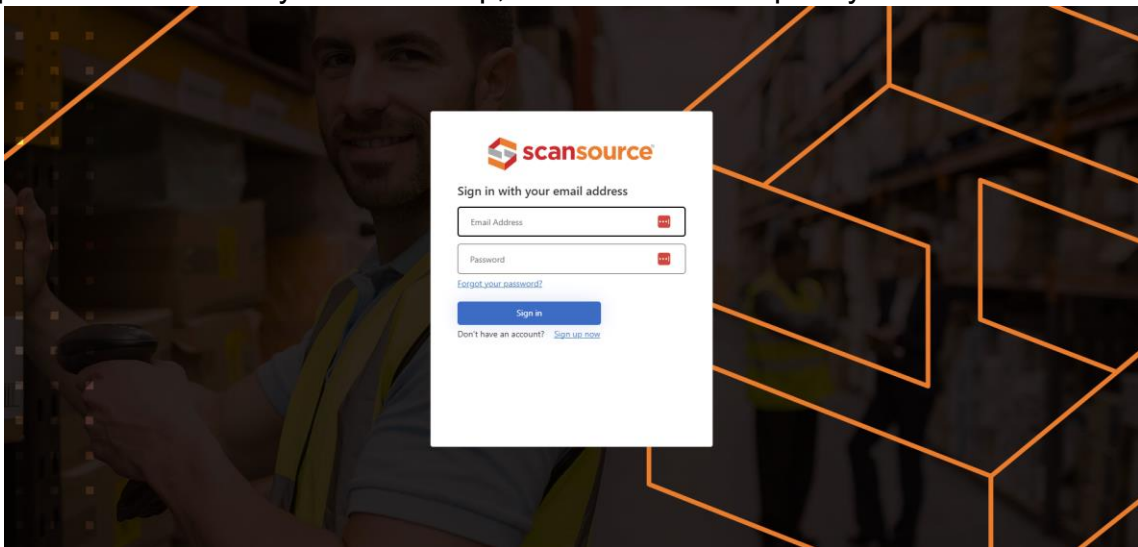 scansource
Sign in with your email address
Email Address
Password
Forgot your password?
Sign in
Don't have an account? Sign up now